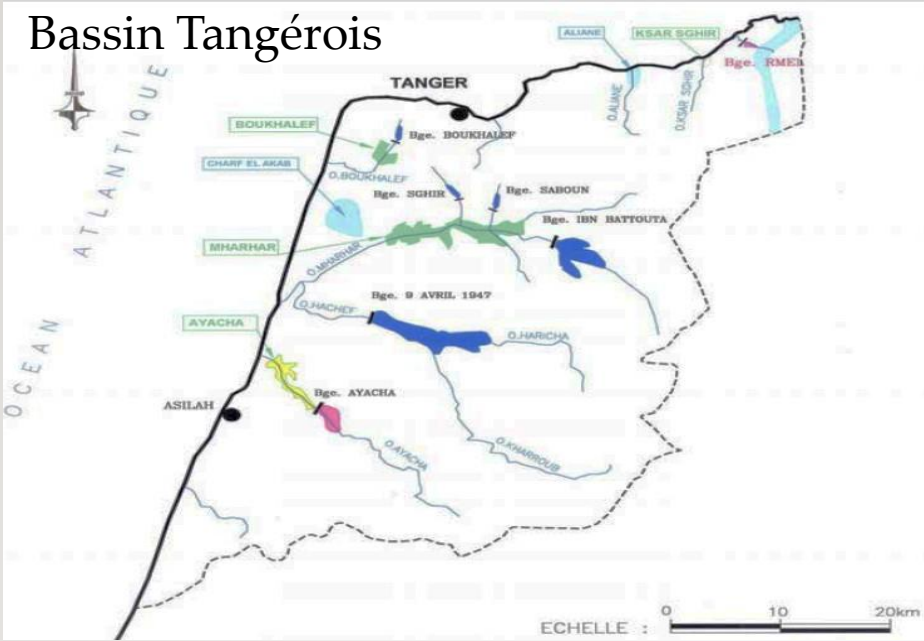 Bassin Tangérois
ALIANE
KSAR SGHIR
Bge. RMEL
TANGER
O.ALIANE
O.KSAR SGHR
OCEAN ATLANTIQUE
BOUKHALEF
Bge. BOUKHALEF
CHARF EL AKAB
O.BOUKHALEF
Bge. SGHIR
Bge. SABOUN
Bge. IBN BATTOUTA
MHARHAR
O.MHARHAR
Bge. 9 AVRIL 1947
O.HACHEF
AYACHA
O.HARICHA
Bge. AYACHA
ASILAH
O.AYACHA
O.KHARROUB
0 10 20km
ECHELLE :